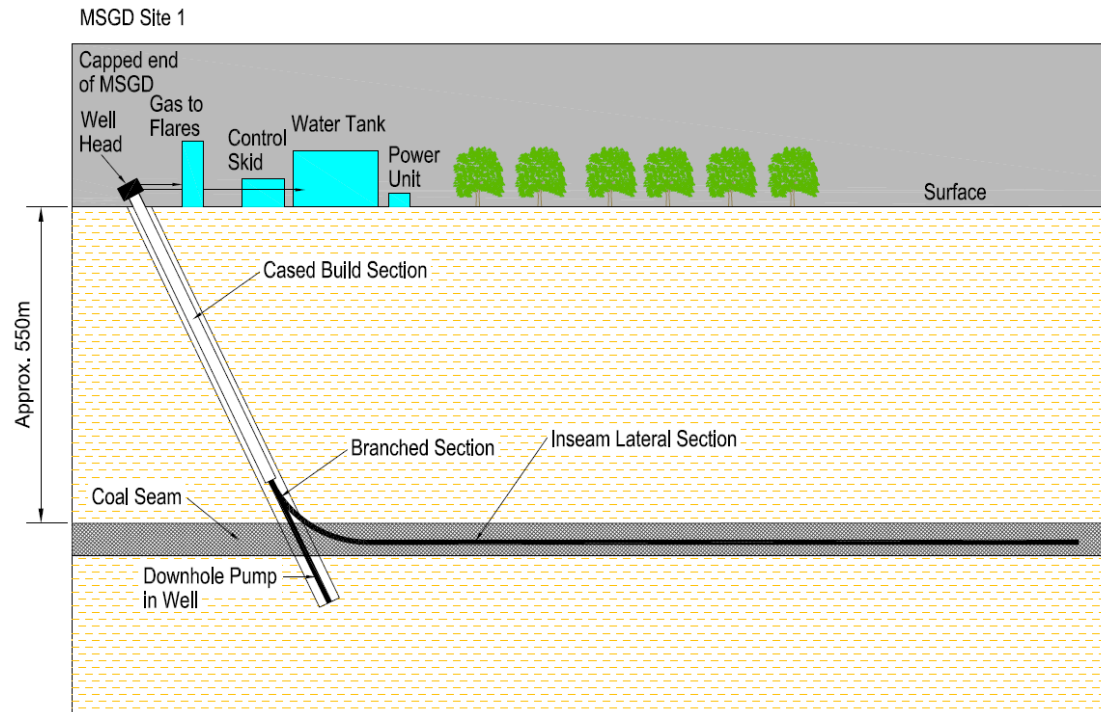 MSGD Site 1
Capped end
of MSGD
Gas to
Flares
Well
Head
Water Tank
Control
Skid
Power
Unit
Surface
Cased Build Section
Approx. 550m
Branched Section
Inseam Lateral Section
Coal Seam
Downhole Pump
in Well